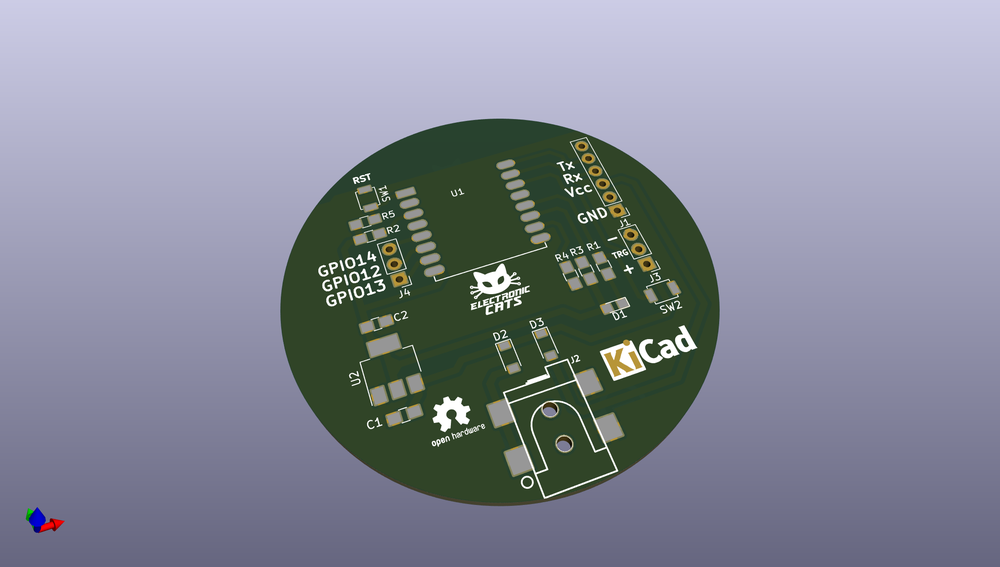 RST
SW1
U1
Tx
Rx
Vcc
GND
J1
R5
R2
GPIO14
GPIO12
GPIO13
J4
−
TRG
+
J3
SW2
R4
R3
R1
D1
ELECTRONIC
CATS
C2
U2
C1
D2
D3
J2
KiCad
open hardware